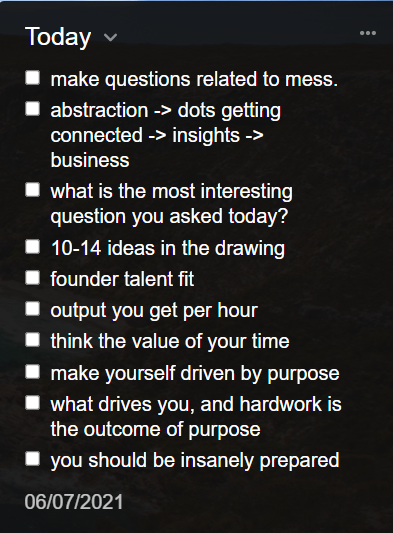 Today
make questions related to mess.
abstraction -> dots getting
connected -> insights ->
business
what is the most interesting
question you asked today?
10-14 ideas in the drawing
founder talent fit
output you get per hour
think the value of your time
make yourself driven by purpose
what drives you, and hardwork is
the outcome of purpose
you should be insanely prepared
06/07/2021